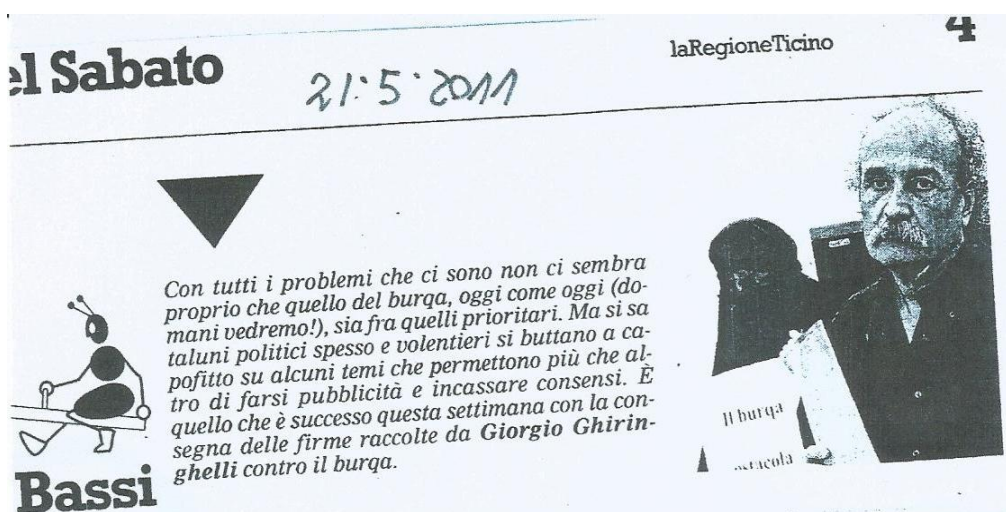 el Sabato
21.5.2011
laRegioneTicino
4
Con tutti i problemi che ci sono non ci sembra
proprio che quello del burqa, oggi come oggi (do-
mani vedremo!), sia fra quelli prioritari. Ma si sa
taluni politici spesso e volentieri si buttano a ca-
pofitto su alcuni temi che permettono più che al-
tro di farsi pubblicità e incassare consensi. È
quello che è successo questa settimana con la con-
segna delle firme raccolte da Giorgio Ghirin-
ghelli contro il burqa.
Bassi
Il burqa
ostacola